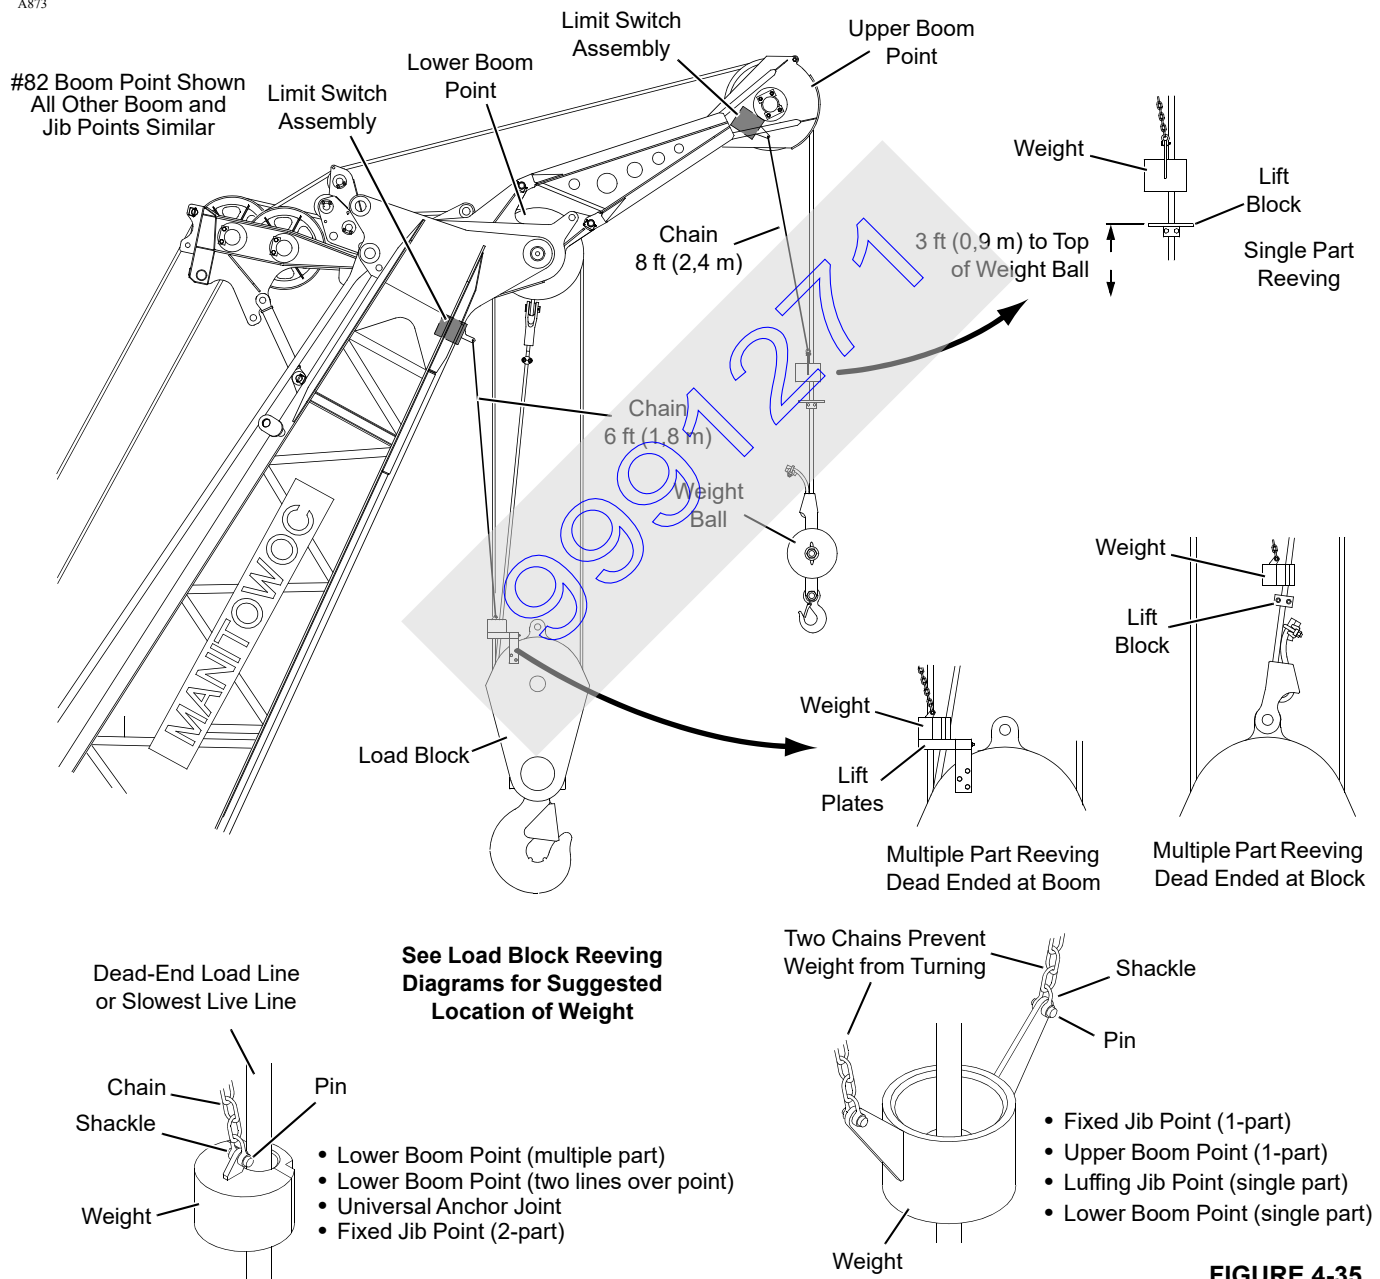 A873
#82 Boom Point Shown
All Other Boom and
Jib Points Similar
Limit Switch
Assembly
Lower Boom
Point
Limit Switch
Assembly
Upper Boom
Point
Weight
Lift
Block
Single Part
Reeving
3 ft (0,9 m) to Top
of Weight Ball
Chain
8 ft (2,4 m)
Chain
6 ft (1,8 m)
Weight
Ball
9991271
MANITOWOC
Load Block
Weight
Lift
Block
Weight
Lift
Plates
Multiple Part Reeving
Dead Ended at Boom
Multiple Part Reeving
Dead Ended at Block
See Load Block Reeving
Diagrams for Suggested
Location of Weight
Dead-End Load Line
or Slowest Live Line
Chain
Shackle
Pin
Weight
• Lower Boom Point (multiple part)
• Lower Boom Point (two lines over point)
• Universal Anchor Joint
• Fixed Jib Point (2-part)
Two Chains Prevent
Weight from Turning
Shackle
Pin
Weight
• Fixed Jib Point (1-part)
• Upper Boom Point (1-part)
• Luffing Jib Point (single part)
• Lower Boom Point (single part)
FIGURE 4-35